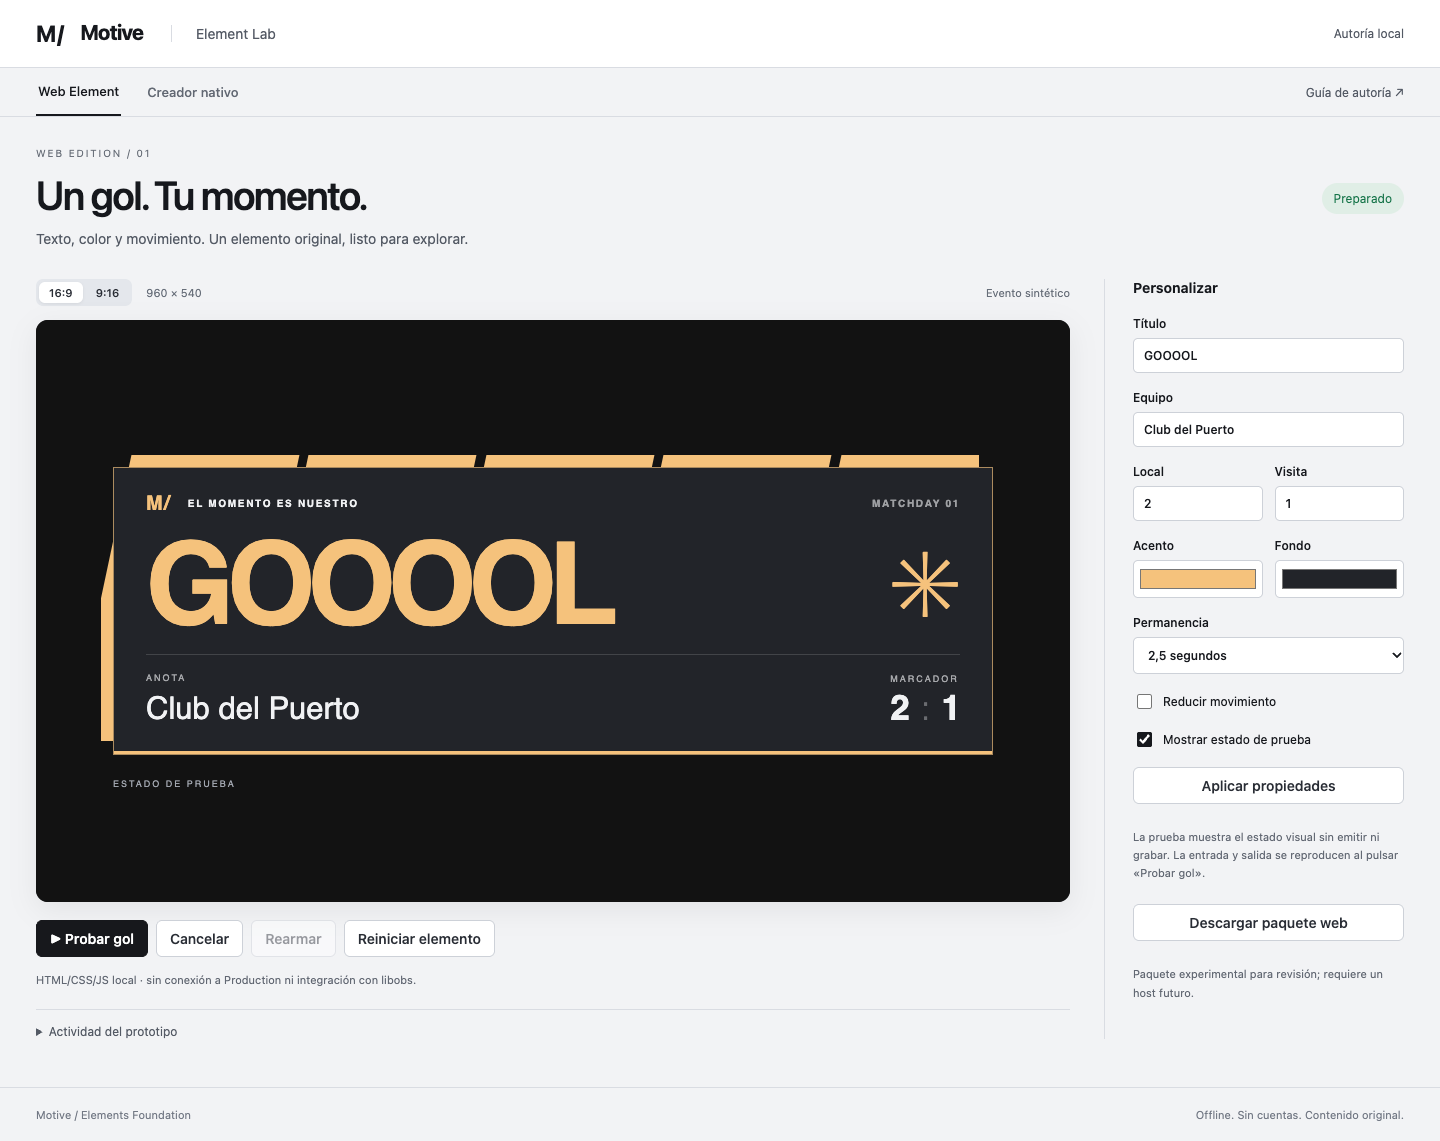 M/ Motive
Element Lab
Autoría local
Web Element
Creador nativo
Guía de autoría ↗
WEB EDITION / 01
Un gol. Tu momento.
Preparado
Texto, color y movimiento. Un elemento original, listo para explorar.
16:9
9:16
960 × 540
Evento sintético
M/
EL MOMENTO ES NUESTRO
MATCHDAY 01
GOOOOL
ANOTA
Club del Puerto
MARCADOR
2 : 1
ESTADO DE PRUEBA
▶ Probar gol
Cancelar
Rearmar
Reiniciar elemento
HTML/CSS/JS local · sin conexión a Production ni integración con libobs.
▶ Actividad del prototipo
Personalizar
Título
GOOOOL
Equipo
Club del Puerto
Local
Visita
2
1
Acento
Fondo
Permanencia
2,5 segundos
Reducir movimiento
Mostrar estado de prueba
Aplicar propiedades
La prueba muestra el estado visual sin emitir ni
grabar. La entrada y salida se reproducen al pulsar
«Probar gol».
Descargar paquete web
Paquete experimental para revisión; requiere un
host futuro.
Motive / Elements Foundation
Offline. Sin cuentas. Contenido original.